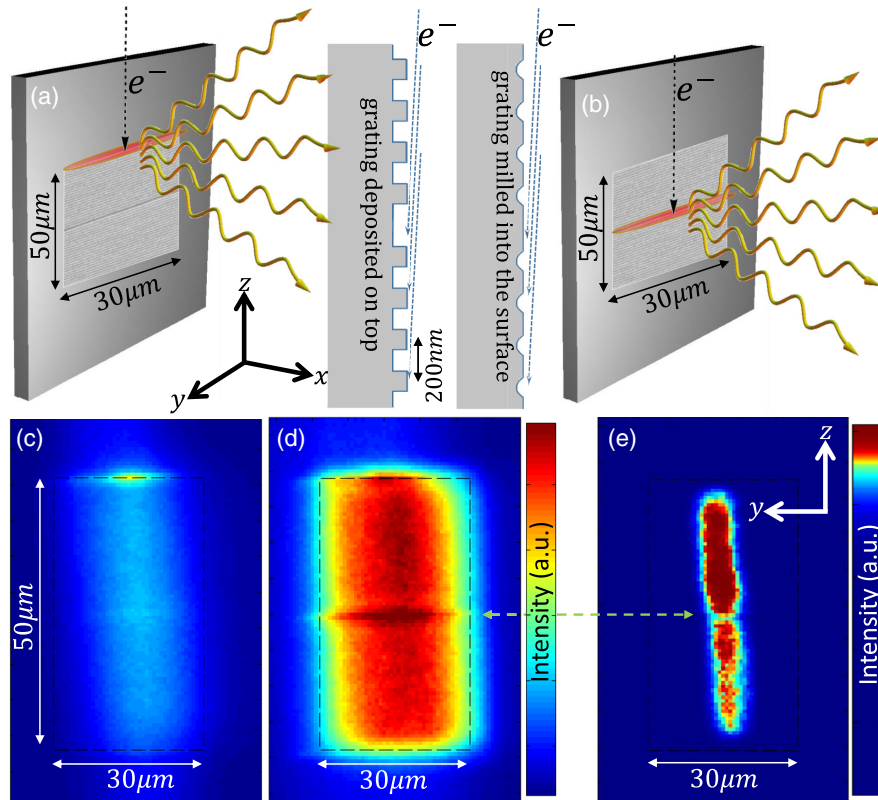 (a)
e⁻
50μm
30μm
z
y
x
grating deposited on top
e⁻
200nm
grating milled into the surface
e⁻
(b)
e⁻
50μm
30μm
(c)
50μm
30μm
(d)
30μm
Intensity (a.u.)
(e)
z
y
30μm
Intensity (a.u.)